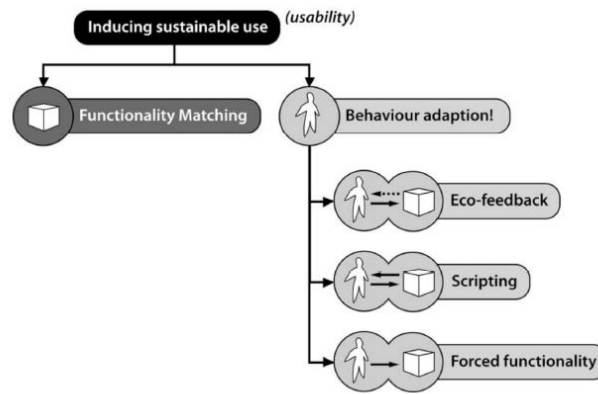 Inducing sustainable use
(usability)
Functionality Matching
Behaviour adaption!
Eco-feedback
Scripting
Forced functionality